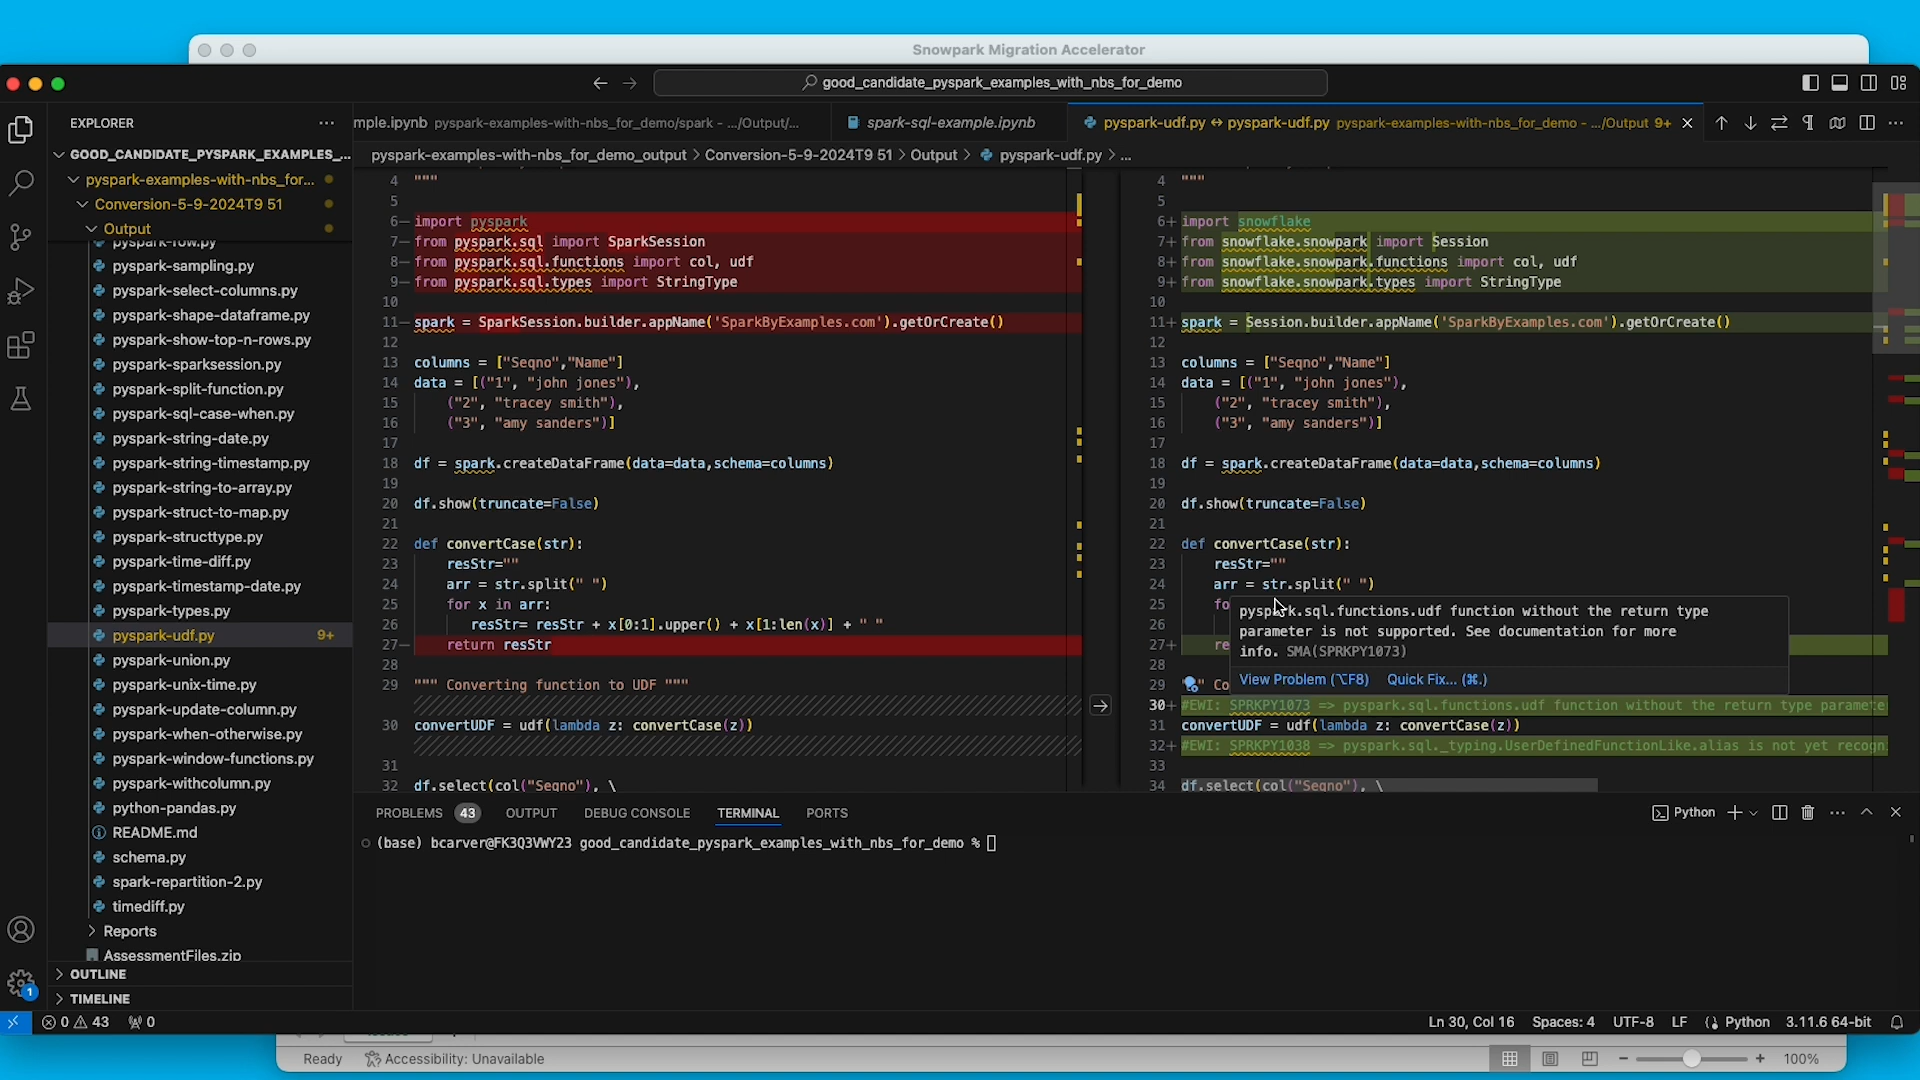 Snowpark Migration Accelerator
good_candidate_pyspark_examples_with_nbs_for_demo
EXPLORER
mple.ipynb pyspark-examples-with-nbs_for_demo/spark - .../Output/...
spark-sql-example.ipynb
pyspark-udf.py ↔ pyspark-udf.py pyspark-examples-with-nbs_for_demo - .../Output 9+
GOOD_CANDIDATE_PYSPARK_EXAMPLES_...
pyspark-examples-with-nbs_for_demo_output > Conversion-5-9-2024T9 51 > Output > pyspark-udf.py > ...
pyspark-examples-with-nbs_for...
Conversion-5-9-2024T9 51
Output
pyspark-row.py
pyspark-sampling.py
pyspark-select-columns.py
pyspark-shape-dataframe.py
pyspark-show-top-n-rows.py
pyspark-sparksession.py
pyspark-split-function.py
pyspark-sql-case-when.py
pyspark-string-date.py
pyspark-string-timestamp.py
pyspark-string-to-array.py
pyspark-struct-to-map.py
pyspark-structtype.py
pyspark-time-diff.py
pyspark-timestamp-date.py
pyspark-types.py
pyspark-udf.py 9+
pyspark-union.py
pyspark-unix-time.py
pyspark-update-column.py
pyspark-when-otherwise.py
pyspark-window-functions.py
pyspark-withcolumn.py
python-pandas.py
README.md
schema.py
spark-repartition-2.py
timediff.py
Reports
AssessmentFiles.zip
OUTLINE
TIMELINE
4 """
5
6— import pyspark
7— from pyspark.sql import SparkSession
8— from pyspark.sql.functions import col, udf
9— from pyspark.sql.types import StringType
10
11— spark = SparkSession.builder.appName('SparkByExamples.com').getOrCreate()
12
13 columns = ["Seqno","Name"]
14 data = [("1", "john jones"),
15 ("2", "tracey smith"),
16 ("3", "amy sanders")]
17
18 df = spark.createDataFrame(data=data,schema=columns)
19
20 df.show(truncate=False)
21
22 def convertCase(str):
23 resStr=""
24 arr = str.split(" ")
25 for x in arr:
26 resStr= resStr + x[0:1].upper() + x[1:len(x)] + " "
27— return resStr
28
29 """ Converting function to UDF """
30 convertUDF = udf(lambda z: convertCase(z))
31
32 df.select(col("Seqno"), \
4 """
5
6+ import snowflake
7+ from snowflake.snowpark import Session
8+ from snowflake.snowpark.functions import col, udf
9+ from snowflake.snowpark.types import StringType
10
11+ spark = Session.builder.appName('SparkByExamples.com').getOrCreate()
12
13 columns = ["Seqno","Name"]
14 data = [("1", "john jones"),
15 ("2", "tracey smith"),
16 ("3", "amy sanders")]
17
18 df = spark.createDataFrame(data=data,schema=columns)
19
20 df.show(truncate=False)
21
22 def convertCase(str):
23 resStr=""
24 arr = str.split(" ")
25 fo
26
27+ re
28
29 " Co
30+ #EWI: SPRKPY1073 => pyspark.sql.functions.udf function without the return type paramete
31 convertUDF = udf(lambda z: convertCase(z))
32+ #EWI: SPRKPY1038 => pyspark.sql._typing.UserDefinedFunctionLike.alias is not yet recogn
33
34 df.select(col("Seqno"), \
pyspark.sql.functions.udf function without the return type
parameter is not supported. See documentation for more
info. SMA(SPRKPY1073)
View Problem (⌥F8) Quick Fix... (⌘.)
PROBLEMS 43 OUTPUT DEBUG CONSOLE TERMINAL PORTS
Python
(base) bcarver@FK3Q3VWY23 good_candidate_pyspark_examples_with_nbs_for_demo %
1
0 43 0
Ln 30, Col 16 Spaces: 4 UTF-8 LF Python 3.11.6 64-bit
Ready Accessibility: Unavailable
100%